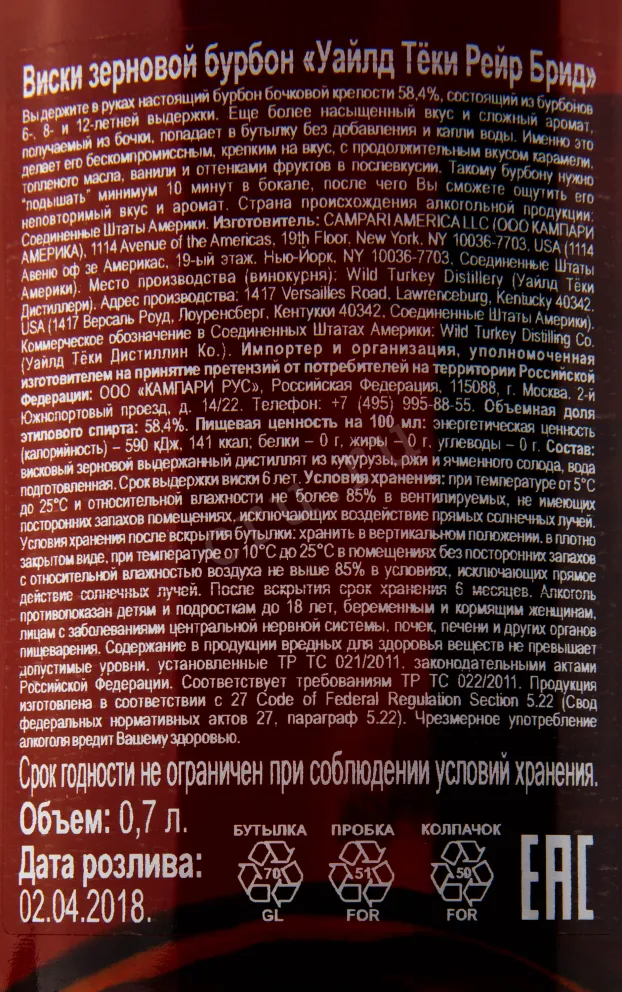 Виски зерновой бурбон «Уайлд Тёки Рейр Брид»
Вы держите в руках настоящий бурбон бочковой крепости 58,4%, состоящий из бурбонов
6-, 8- и 12-летней выдержки. Еще более насыщенный вкус и сложный аромат,
получаемый из бочки, попадает в бутылку без добавления и капли воды. Именно это
делает его бескомпромиссным, крепким на вкус, с продолжительным вкусом карамели,
топленого масла, ванили и оттенками фруктов в послевкусии. Такому бурбону нужно
"подышать" минимум 10 минут в бокале, после чего Вы сможете ощутить его
неповторимый вкус и аромат. Страна происхождения алкогольной продукции:
Соединенные Штаты Америки. Изготовитель: CAMPARI AMERICA LLC (ООО КАМПАРИ
АМЕРИКА), 1114 Avenue of the Americas, 19th Floor, New York, NY 10036-7703, USA (1114
Авеню оф зе Америкас, 19-ый этаж, Нью-Йорк, NY 10036-7703, Соединенные Штаты
Америки). Место производства (винокурня): Wild Turkey Distillery (Уайлд Тёки
Дистиллери). Адрес производства: 1417 Versailles Road, Lawrenceburg, Kentucky 40342,
USA (1417 Версаль Роуд, Лоуренсберг, Кентукки 40342, Соединенные Штаты Америки).
Коммерческое обозначение в Соединенных Штатах Америки: Wild Turkey Distilling Co.
(Уайлд Тёки Дистиллин Ко.). Импортер и организация, уполномоченная
изготовителем на принятие претензий от потребителей на территории Российской
Федерации: ООО «КАМПАРИ РУС», Российская Федерация, 115088, г. Москва, 2-й
Южнопортовый проезд, д. 14/22. Телефон: +7 (495) 995-88-55. Объемная доля
этилового спирта: 58,4%. Пищевая ценность на 100 мл: энергетическая ценность
(калорийность) – 590 кДж, 141 ккал; белки – 0 г, жиры – 0 г, углеводы – 0 г. Состав:
висковый зерновой выдержанный дистиллят из кукурузы, ржи и ячменного солода, вода
подготовленная. Срок выдержки виски 6 лет. Условия хранения: при температуре от 5°C
до 25°C и относительной влажности не более 85% в вентилируемых, не имеющих
посторонних запахов помещениях, исключающих воздействие прямых солнечных лучей.
Условия хранения после вскрытия бутылки: хранить в вертикальном положении, в плотно
закрытом виде, при температуре от 10°C до 25°C в помещениях без посторонних запахов
с относительной влажностью воздуха не выше 85% в условиях, исключающих прямое
действие солнечных лучей. После вскрытия срок хранения 6 месяцев. Алкоголь
противопоказан детям и подросткам до 18 лет, беременным и кормящим женщинам,
лицам с заболеваниями центральной нервной системы, почек, печени и других органов
пищеварения. Содержание в продукции вредных для здоровья веществ не превышает
допустимые уровни, установленные ТР ТС 021/2011, законодательными актами
Российской Федерации. Соответствует требованиям ТР ТС 022/2011. Продукция
изготовлена в соответствии с 27 Code of Federal Regulation Section 5.22 (Свод
федеральных нормативных актов 27, параграф 5.22). Чрезмерное употребление
алкоголя вредит Вашему здоровью.
Срок годности не ограничен при соблюдении условий хранения.
Объем: 0,7 л.
Дата розлива:
02.04.2018.
БУТЫЛКА ПРОБКА КОЛПАЧОК
70 51 50
GL FOR FOR
EAC